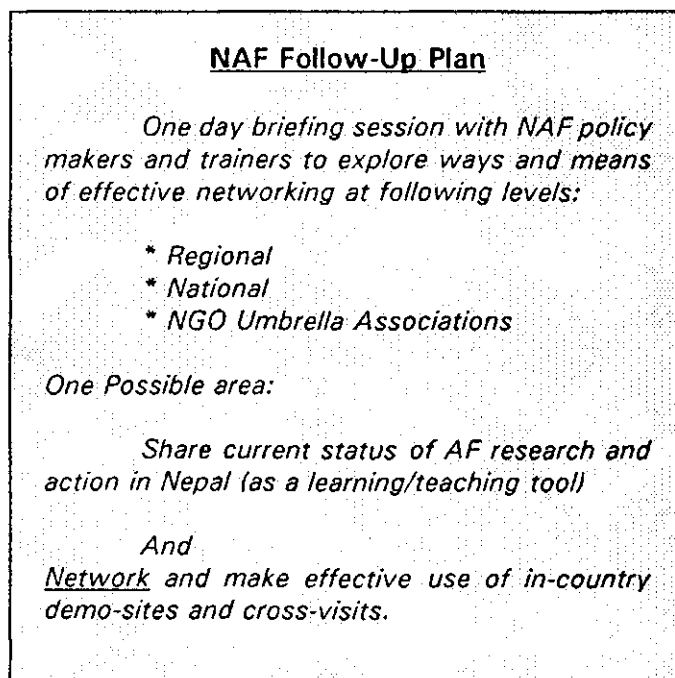 NAF Follow-Up Plan
One day briefing session with NAF policy
makers and trainers to explore ways and means
of effective networking at following levels:
* Regional
* National
* NGO Umbrella Associations
One Possible area:
Share current status of AF research and
action in Nepal (as a learning/teaching tool)
And
Network and make effective use of in-country
demo-sites and cross-visits.